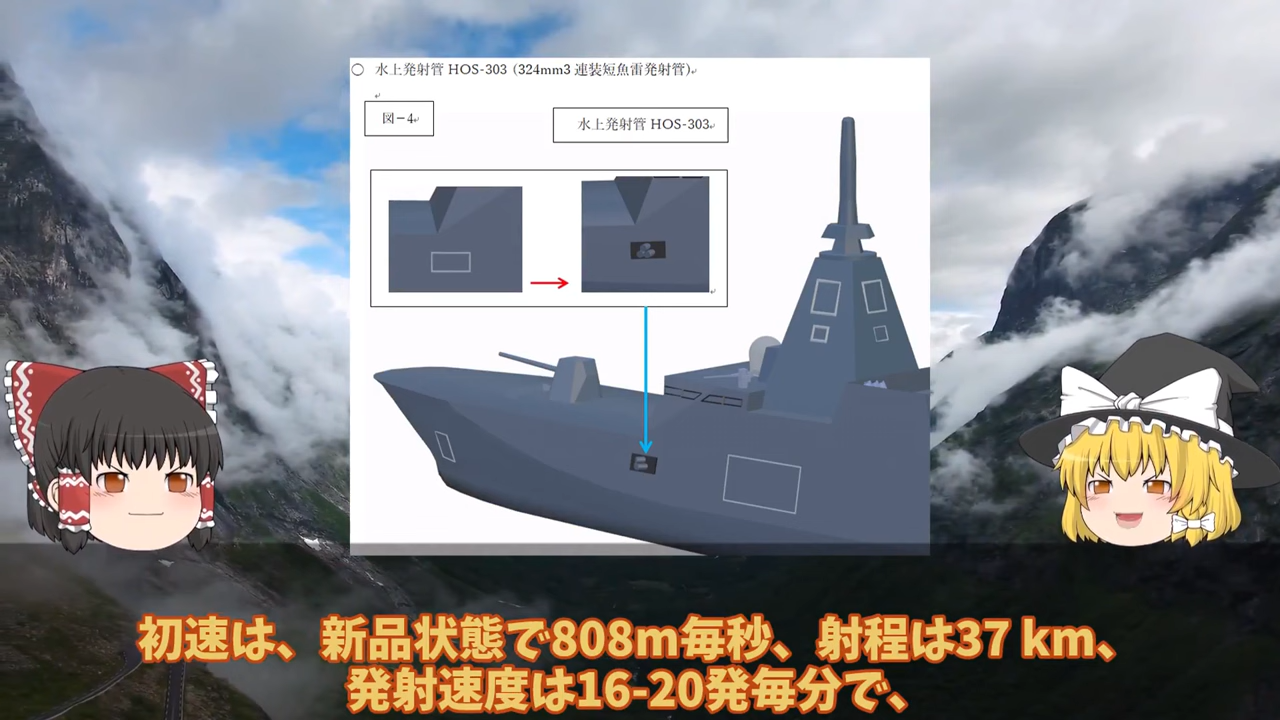 ○ 水上発射管 HOS-303 (324mm3 連装短魚雷発射管)↵
↵
図－4↵
水上発射管 HOS-303↵
↵
初速は、新品状態で808m毎秒、射程は37 km、
発射速度は16-20発毎分で、